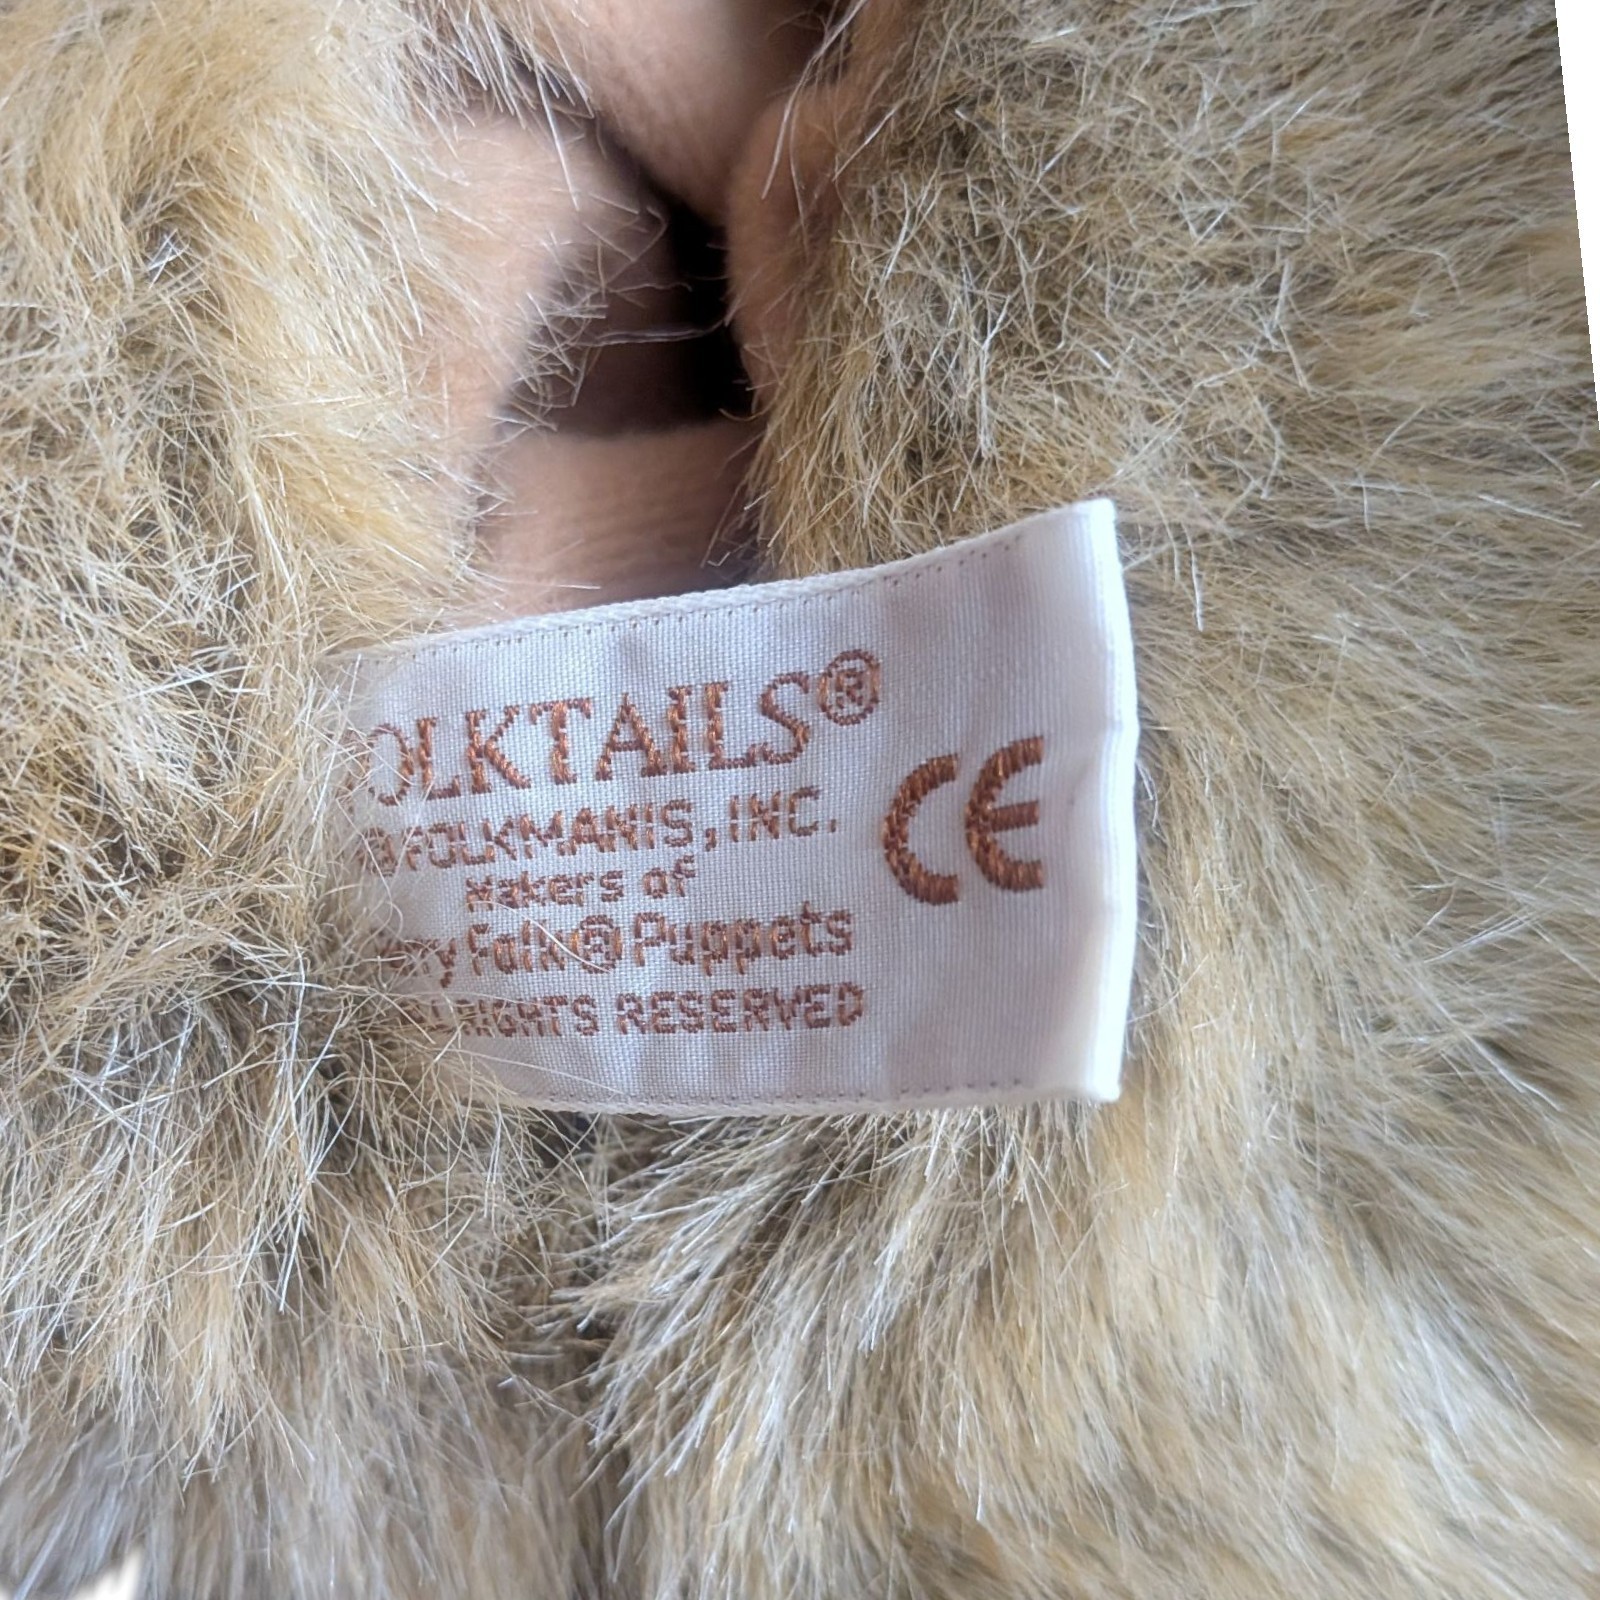 OLKTAILS®
© FOLKMANIS, INC.
CE
Makers of
Folk® Puppets
RIGHTS RESERVED